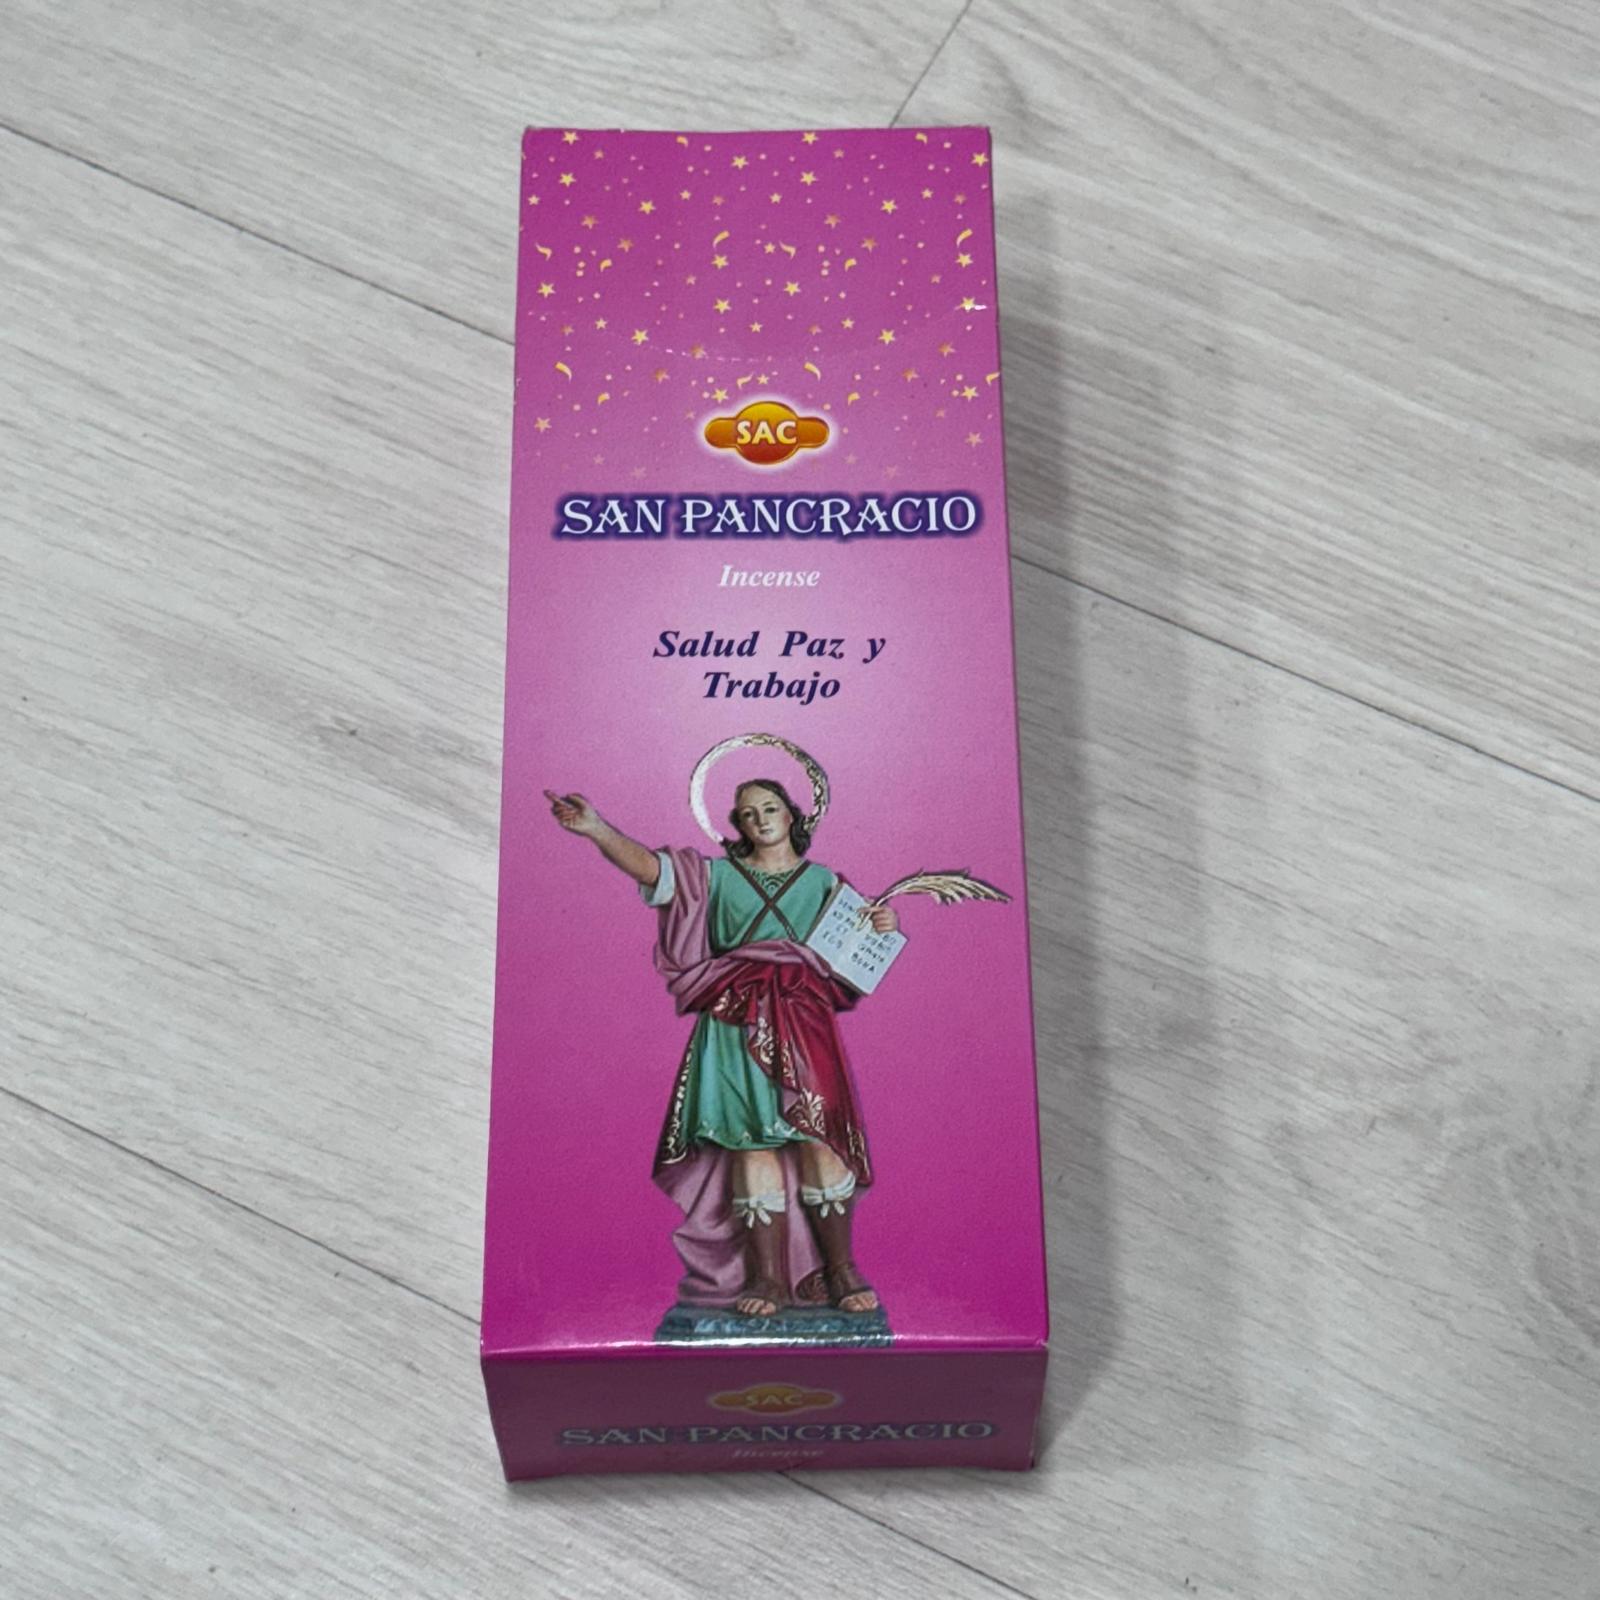 SAC
SAN PANCRACIO
Incense
Salud Paz y
Trabajo
SAC
SAN PANCRACIO
Incense